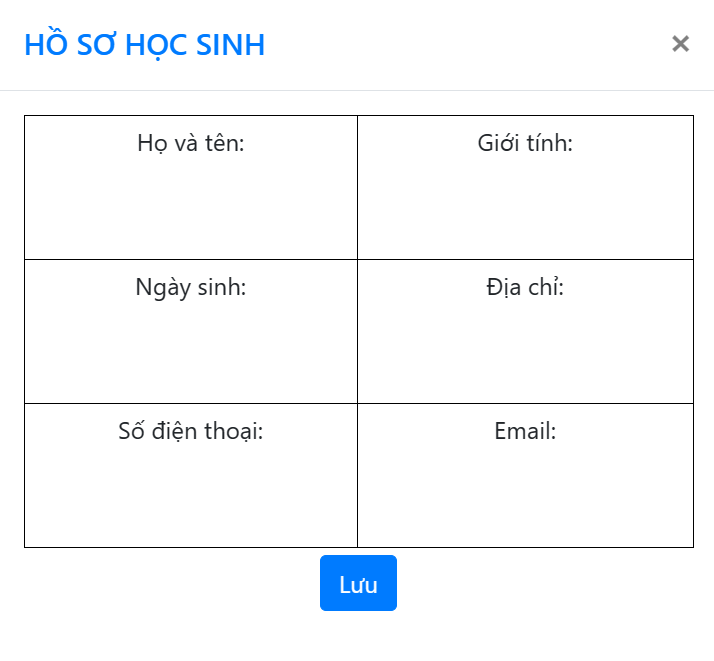 HỒ SƠ HỌC SINH ×
Họ và tên: Giới tính:
Ngày sinh: Địa chỉ:
Số điện thoại: Email:
Lưu